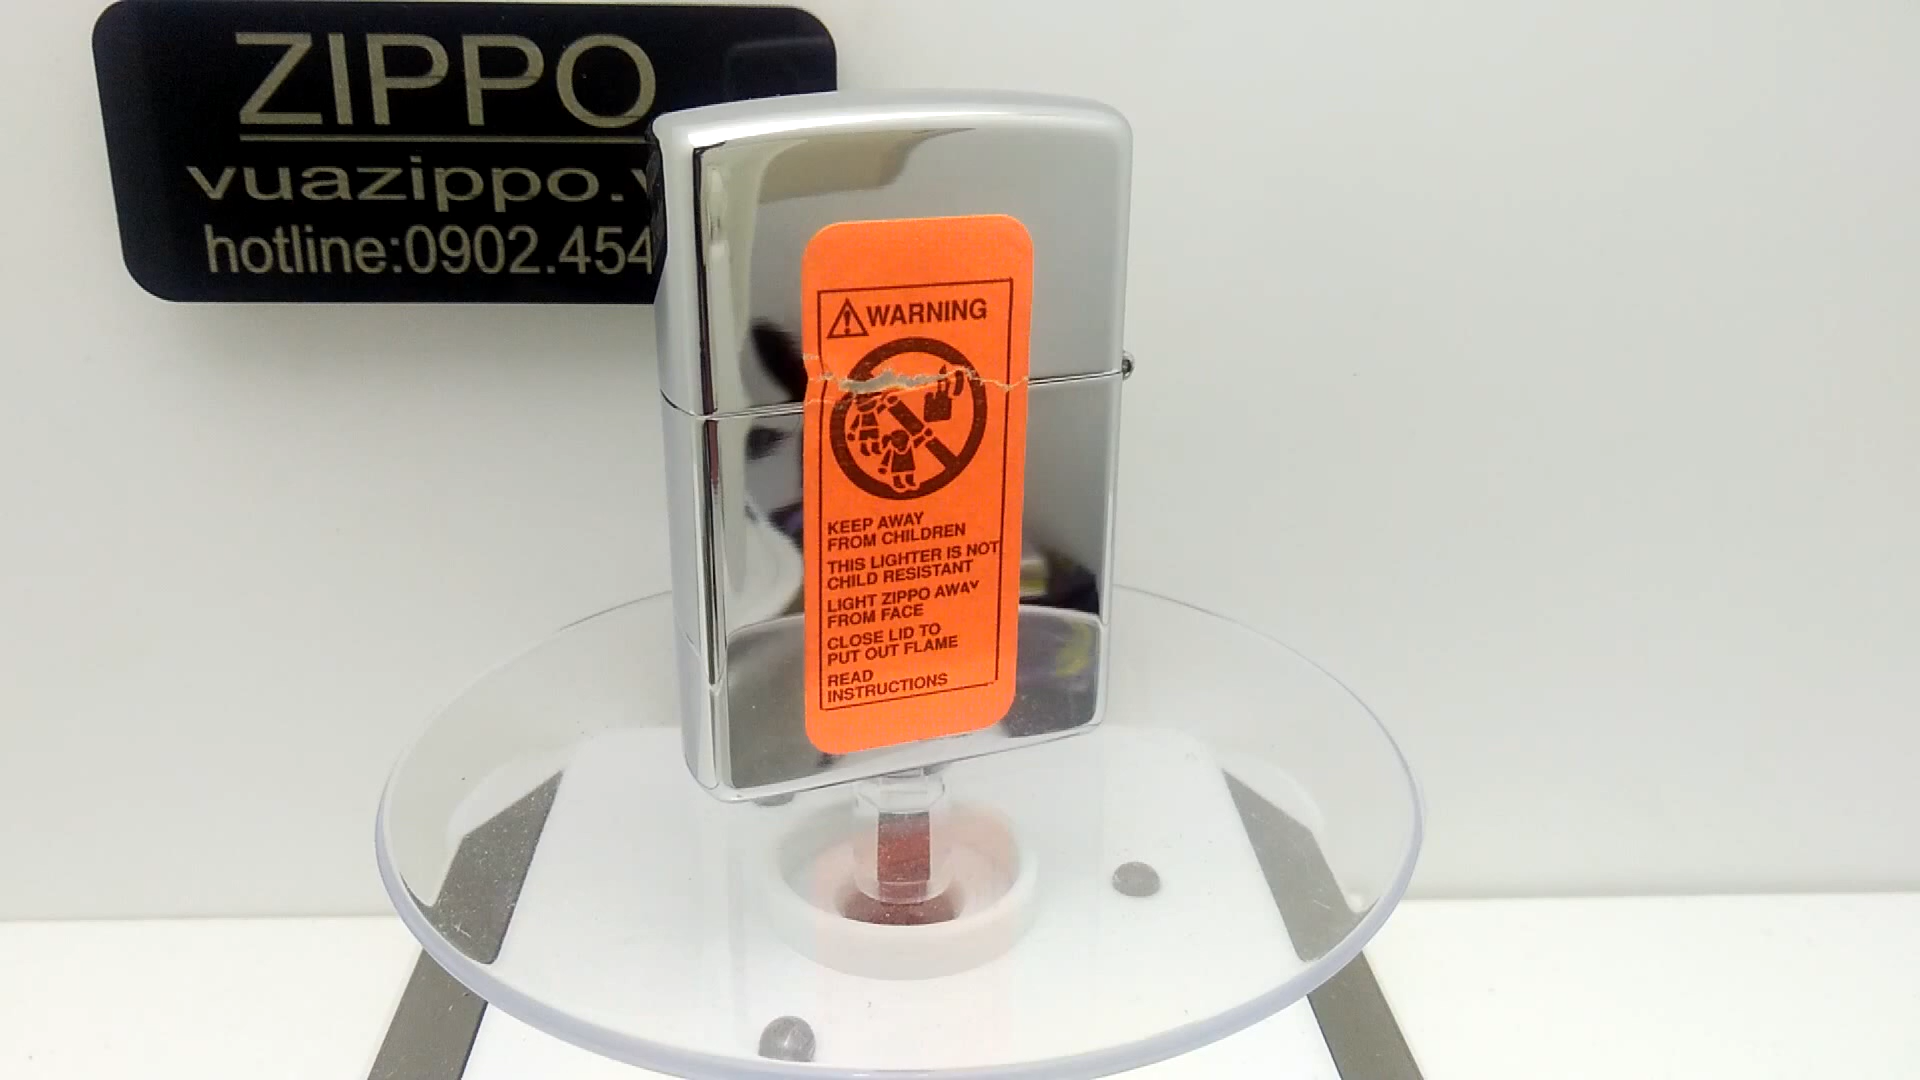 ZIPPO
vuazippo.
hotline:0902.454
WARNING
KEEP AWAY
FROM CHILDREN
THIS LIGHTER IS NOT
CHILD RESISTANT
LIGHT ZIPPO AWAY
FROM FACE
CLOSE LID TO
PUT OUT FLAME
READ
INSTRUCTIONS